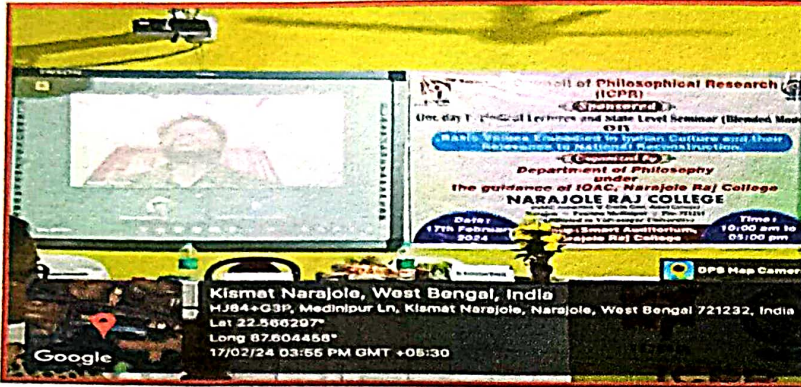 Council of Philosophical Research
(ICPR)
Sponsored
One day Periodical Lectures and State Level Seminar (Blended Mode
on
Basic Values Embodied in Indian Culture and their
Relevance to National Reconstruction
Organized By
Department of Philosophy
under
the guidance of IQAC, Narajole Raj College
NARAJOLE RAJ COLLEGE
Date:
17th February
2024
Smart Auditorium,
Narajole Raj College
Time:
10:00 am to
05:00 pm
GPS Map Camer
Kismat Narajole, West Bengal, India
HJ84+G3P, Medinipur Ln, Kismat Narajole, Narajole, West Bengal 721232, India
Lat 22.566297°
Long 87.604458°
17/02/24 03:55 PM GMT +05:30
Google